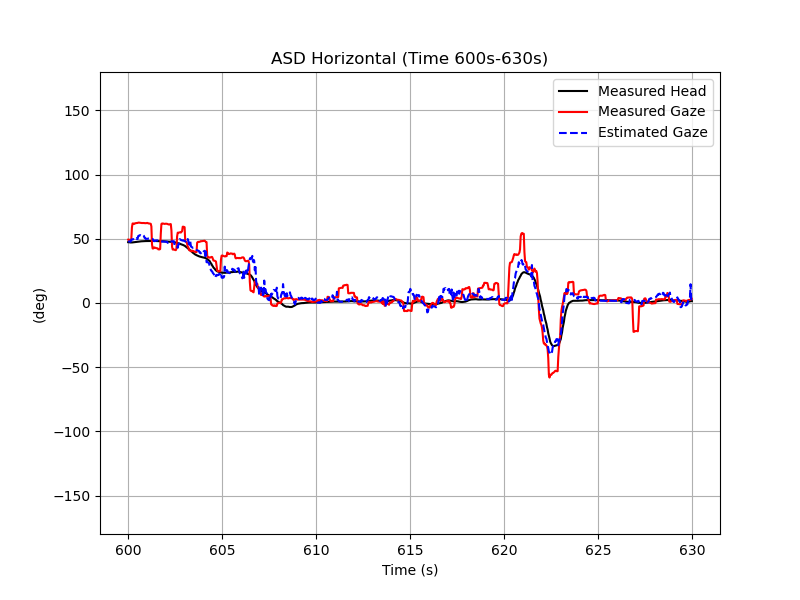 ASD Horizontal (Time 600s-630s)
Measured Head
Measured Gaze
Estimated Gaze
150
100
50
0
−50
−100
−150
(deg)
600 605 610 615 620 625 630
Time (s)